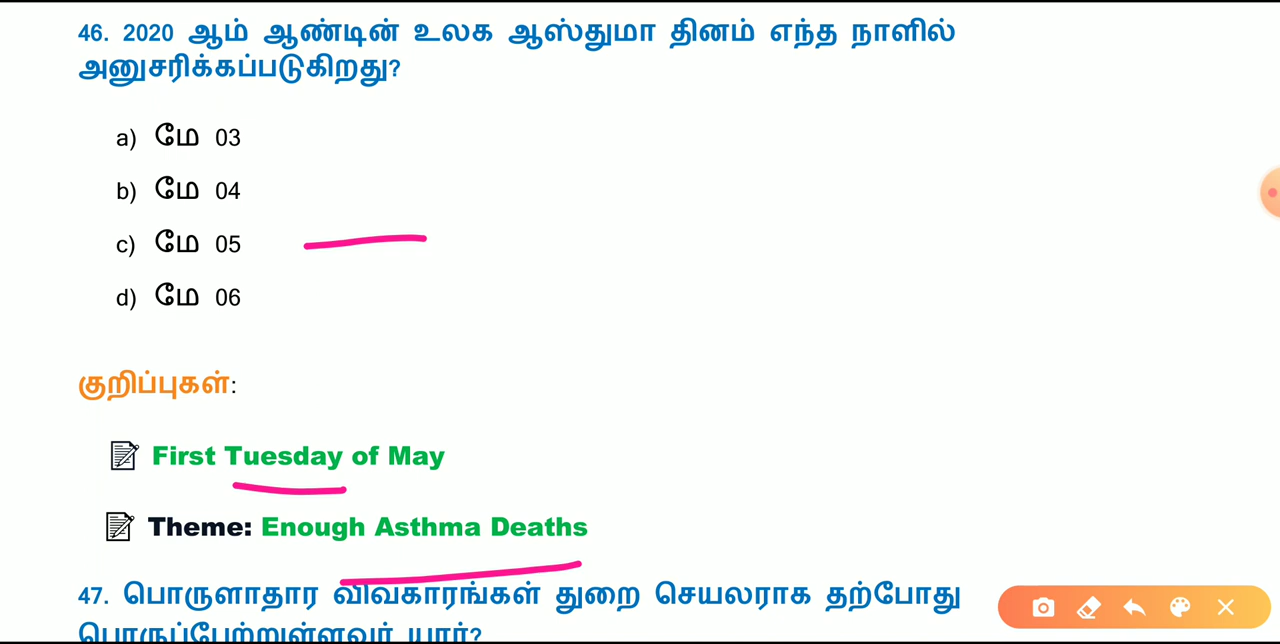 46. 2020 ஆம் ஆண்டின் உலக ஆஸ்துமா தினம் எந்த நாளில்
அனுசரிக்கப்படுகிறது?
a) மே 03
b) மே 04
c) மே 05
d) மே 06
குறிப்புகள்:
First Tuesday of May
Theme: Enough Asthma Deaths
47. பொருளாதார விவகாரங்கள் துறை செயலராக தற்போது
பொருப்பேற்றுள்ளவர் யார்?